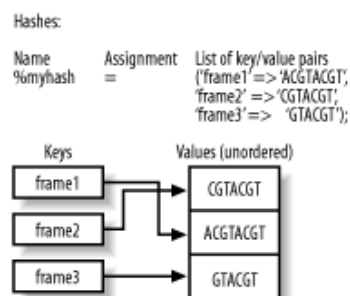 Hashes:
Name Assignment List of key/value pairs
%myhash = ('frame1'=> 'ACGTACGT',
'frame2' => 'CGTACGT',
'frame3'=> 'GTACGT');
Keys Values (unordered)
frame1 CGTACGT
frame2 ACGTACGT
frame3 GTACGT